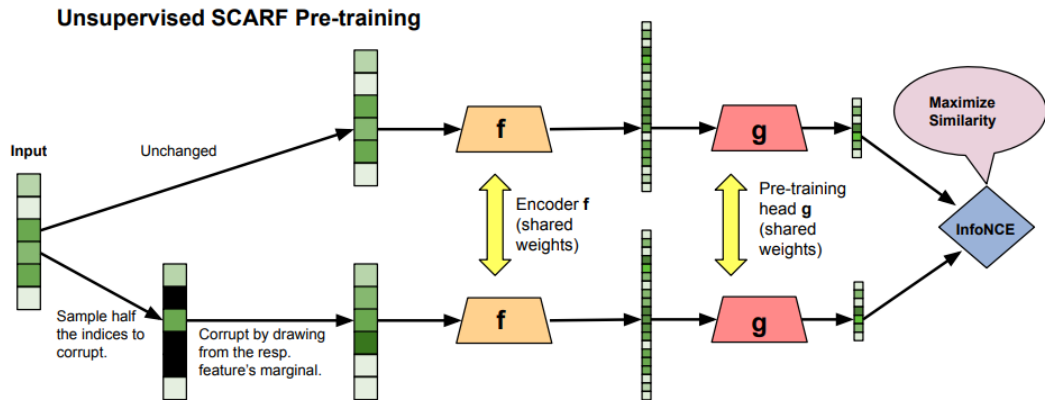 Unsupervised SCARF Pre-training
Input
Unchanged
Sample half
the indices to
corrupt.
Corrupt by drawing
from the resp.
feature's marginal.
f
Encoder f
(shared
weights)
f
g
Pre-training
head g
(shared
weights)
g
Maximize
Similarity
InfoNCE